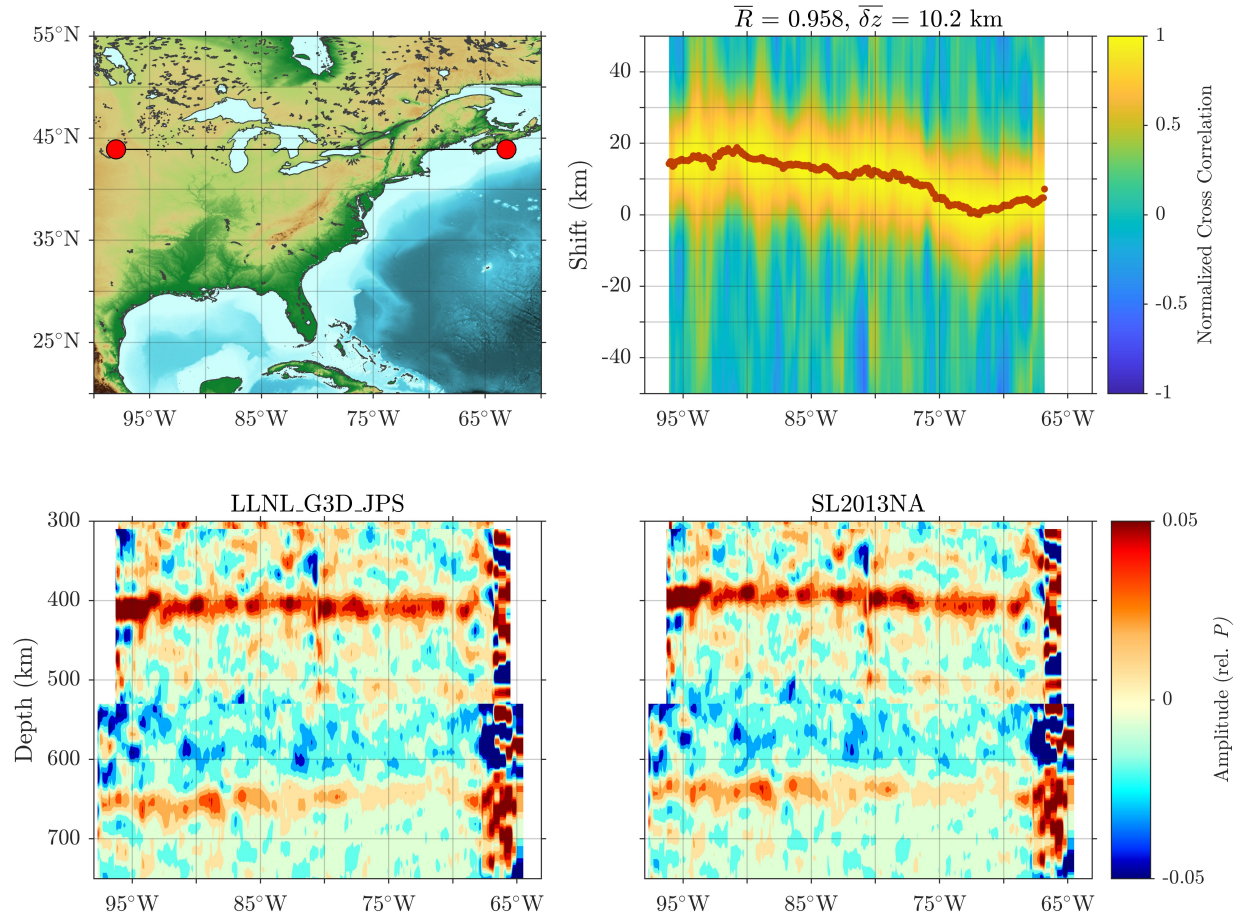 55°N
45°N
35°N
25°N
95°W
85°W
75°W
65°W
R̅ = 0.958, δz̅ = 10.2 km
Shift (km)
40
20
0
-20
-40
95°W
85°W
75°W
65°W
1
0.5
0
-0.5
-1
Normalized Cross Correlation
LLNL_G3D_JPS
Depth (km)
300
400
500
600
700
95°W
85°W
75°W
65°W
SL2013NA
95°W
85°W
75°W
65°W
0.05
0
-0.05
Amplitude (rel. P)